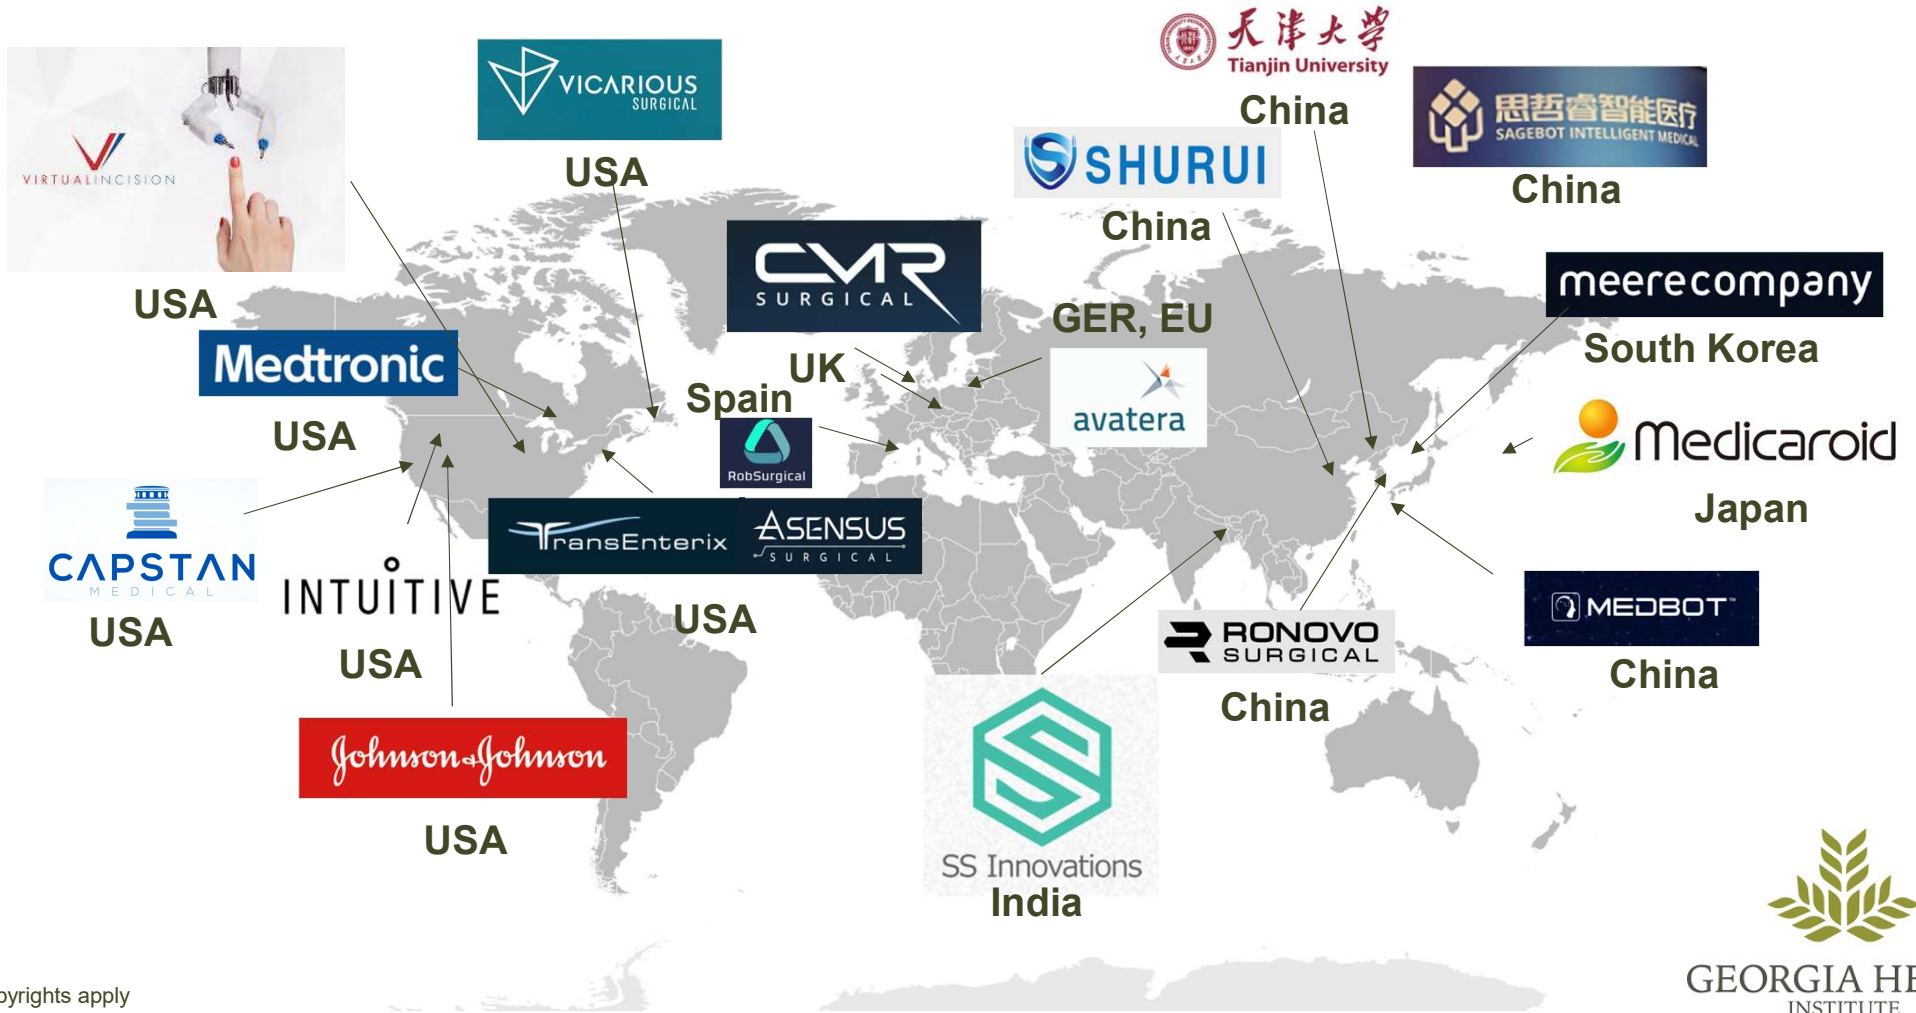 VIRTUALINCISION
USA
VICARIOUS
SURGICAL
USA
天津大学
Tianjin University
China
思哲睿智能医疗
SAGEBOT INTELLIGENT MEDICAL
China
SHURUI
China
CMR
SURGICAL
UK
GER, EU
avatera
meerecompany
South Korea
Medtronic
USA
Spain
RobSurgical
Medicaroid
Japan
CAPSTAN
MEDICAL
USA
INTUITIVE
USA
TransEnterix
ASENSUS
SURGICAL
USA
RONOVO
SURGICAL
China
MEDBOT™
China
Johnson&Johnson
USA
SS Innovations
India
pyrights apply
GEORGIA HE
INSTITUTE